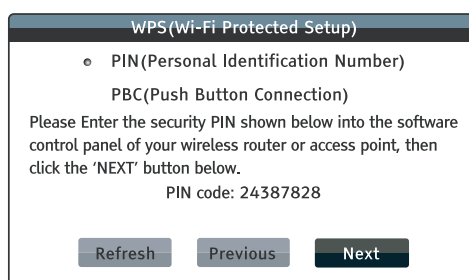 WPS(Wi-Fi Protected Setup)
PIN(Personal Identification Number)
PBC(Push Button Connection)
Please Enter the security PIN shown below into the software
control panel of your wireless router or access point, then
click the ‘NEXT’ button below.
PIN code: 24387828
Refresh Previous Next